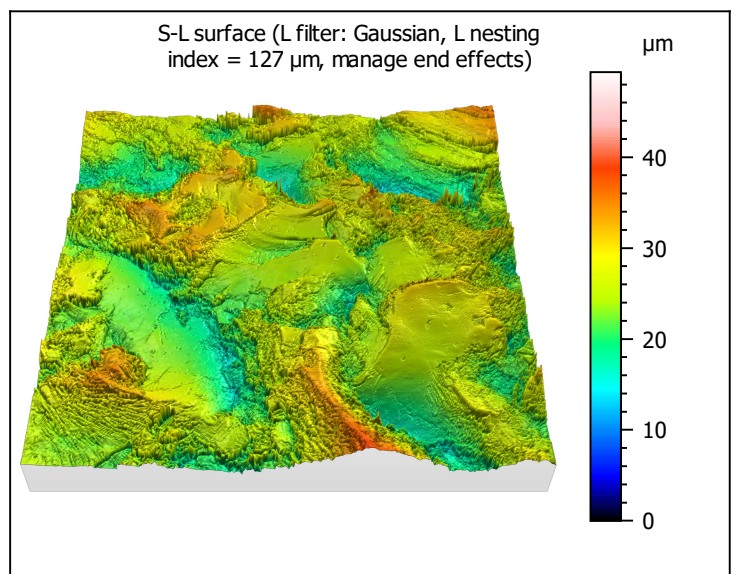 S-L surface (L filter: Gaussian, L nesting
index = 127 µm, manage end effects)
µm
40
30
20
10
0